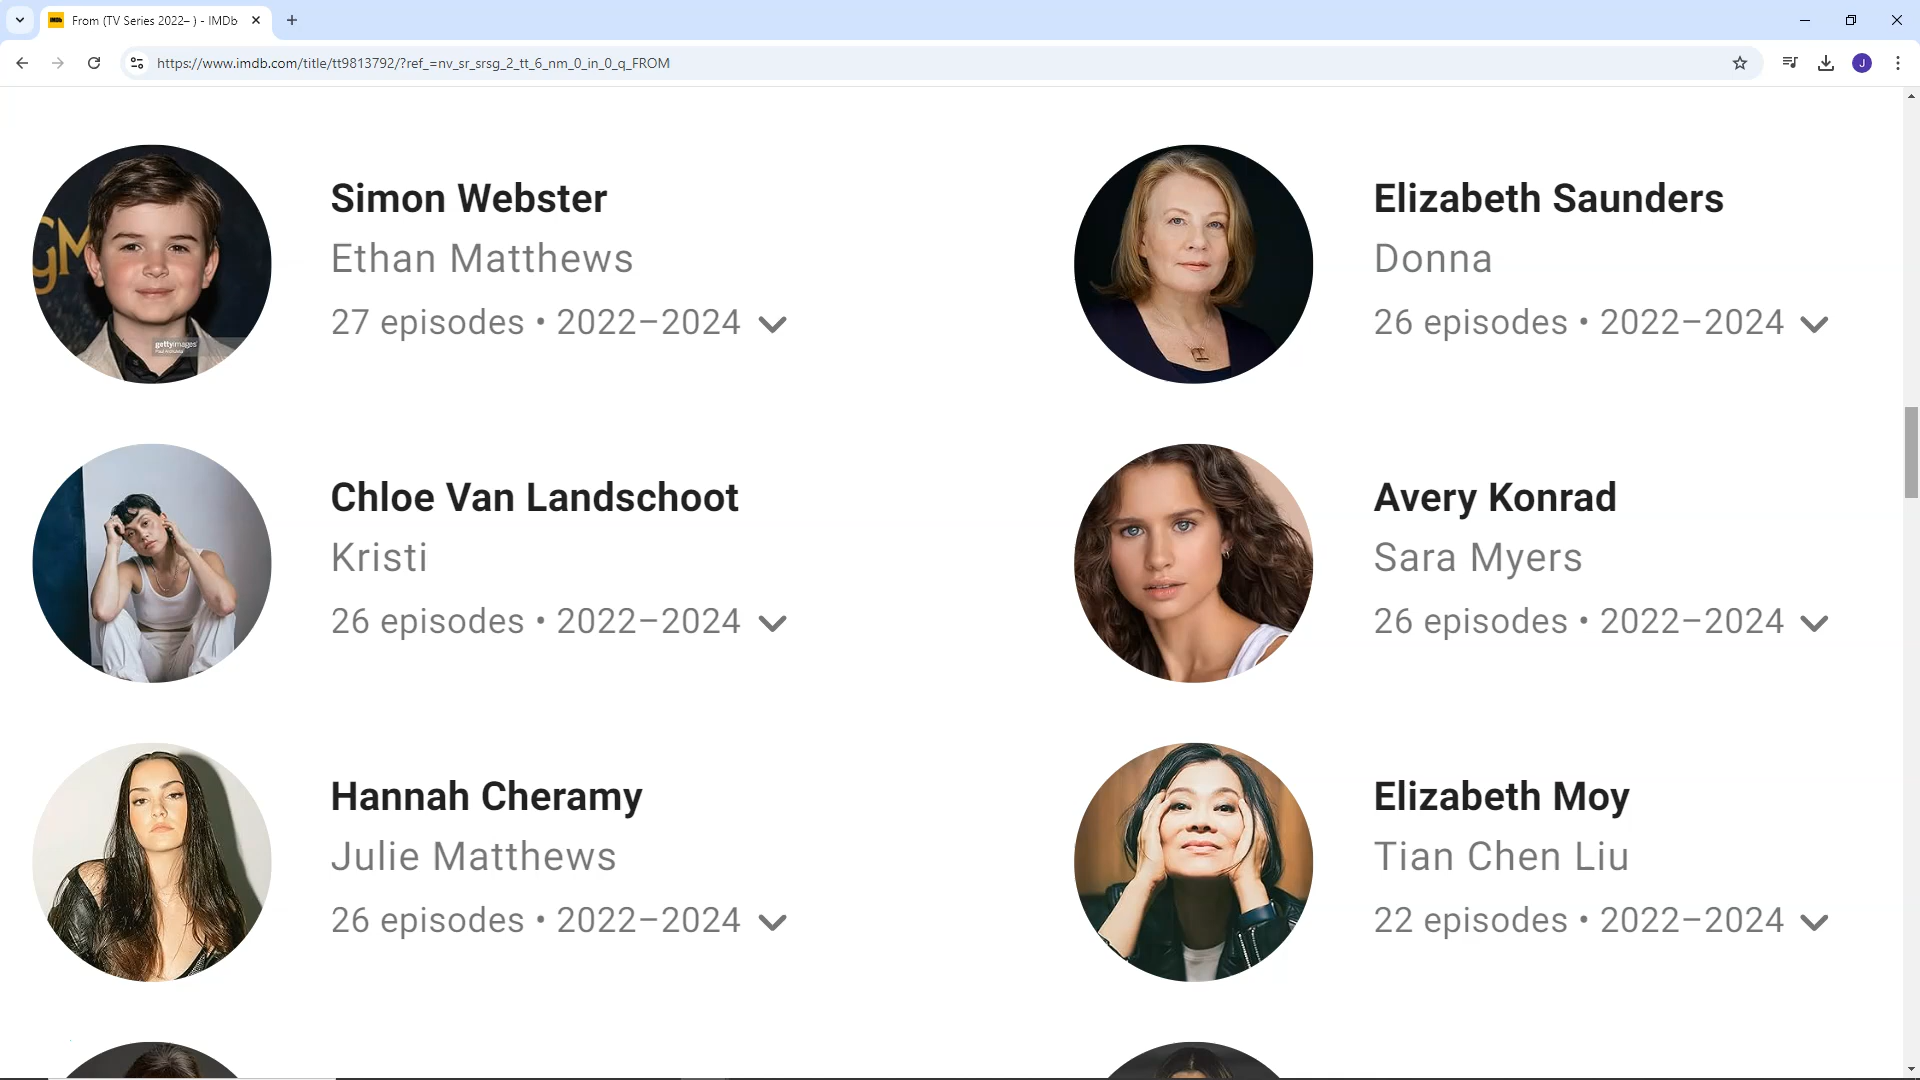 From (TV Series 2022– ) - IMDb
https://www.imdb.com/title/tt9813792/?ref_=nv_sr_srsg_2_tt_6_nm_0_in_0_q_FROM
J
gettyimages
Simon Webster
Ethan Matthews
27 episodes • 2022–2024
Elizabeth Saunders
Donna
26 episodes • 2022–2024
Chloe Van Landschoot
Kristi
26 episodes • 2022–2024
Avery Konrad
Sara Myers
26 episodes • 2022–2024
Hannah Cheramy
Julie Matthews
26 episodes • 2022–2024
Elizabeth Moy
Tian Chen Liu
22 episodes • 2022–2024